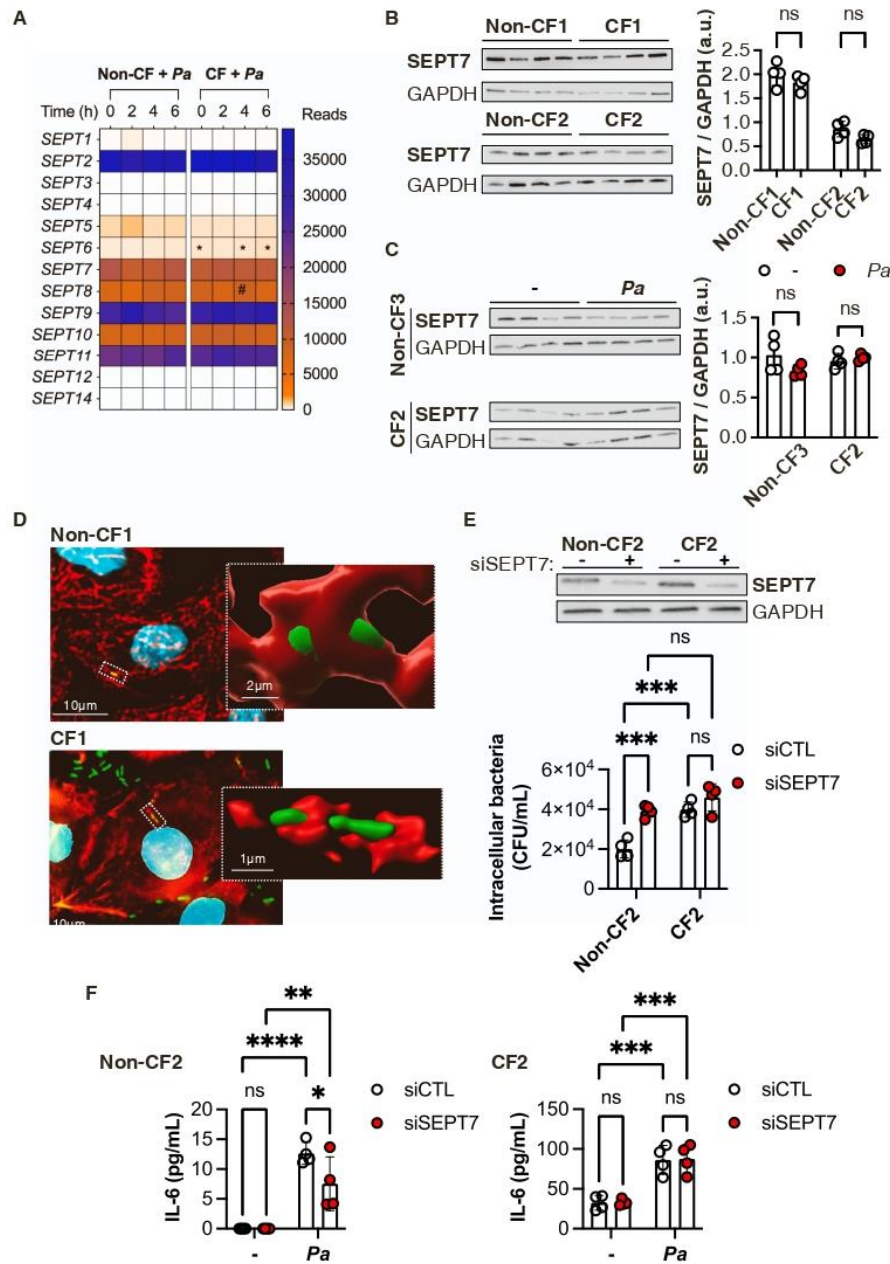 A
Non-CF + Pa CF + Pa
Time (h) 0 2 4 6 0 2 4 6 Reads
SEPT1
SEPT2
SEPT3
SEPT4
SEPT5
SEPT6 * * *
SEPT7
SEPT8 #
SEPT9
SEPT10
SEPT11
SEPT12
SEPT14
35000
30000
25000
20000
15000
10000
5000
0
B
Non-CF1 CF1
SEPT7
GAPDH
Non-CF2 CF2
SEPT7
GAPDH
ns ns
SEPT7 / GAPDH (a.u.)
2.5
2.0
1.5
1.0
0.5
0.0
Non-CF1
CF1
Non-CF2
CF2
C
- Pa
Non-CF3
SEPT7
GAPDH
CF2
SEPT7
GAPDH
- Pa
ns ns
SEPT7 / GAPDH (a.u.)
1.5
1.0
0.5
0.0
Non-CF3
CF2
D
Non-CF1
10µm
2µm
CF1
10µm
1µm
E
Non-CF2 CF2
siSEPT7: - + - +
SEPT7
GAPDH
ns
***
*** ns
siCTL
siSEPT7
Intracellular bacteria
(CFU/mL)
6×10⁴
4×10⁴
2×10⁴
0
Non-CF2
CF2
F
Non-CF2
**
****
ns *
siCTL
siSEPT7
IL-6 (pg/mL)
20
15
10
5
0
- Pa
CF2
***
***
ns ns
siCTL
siSEPT7
IL-6 (pg/mL)
150
100
50
0
- Pa